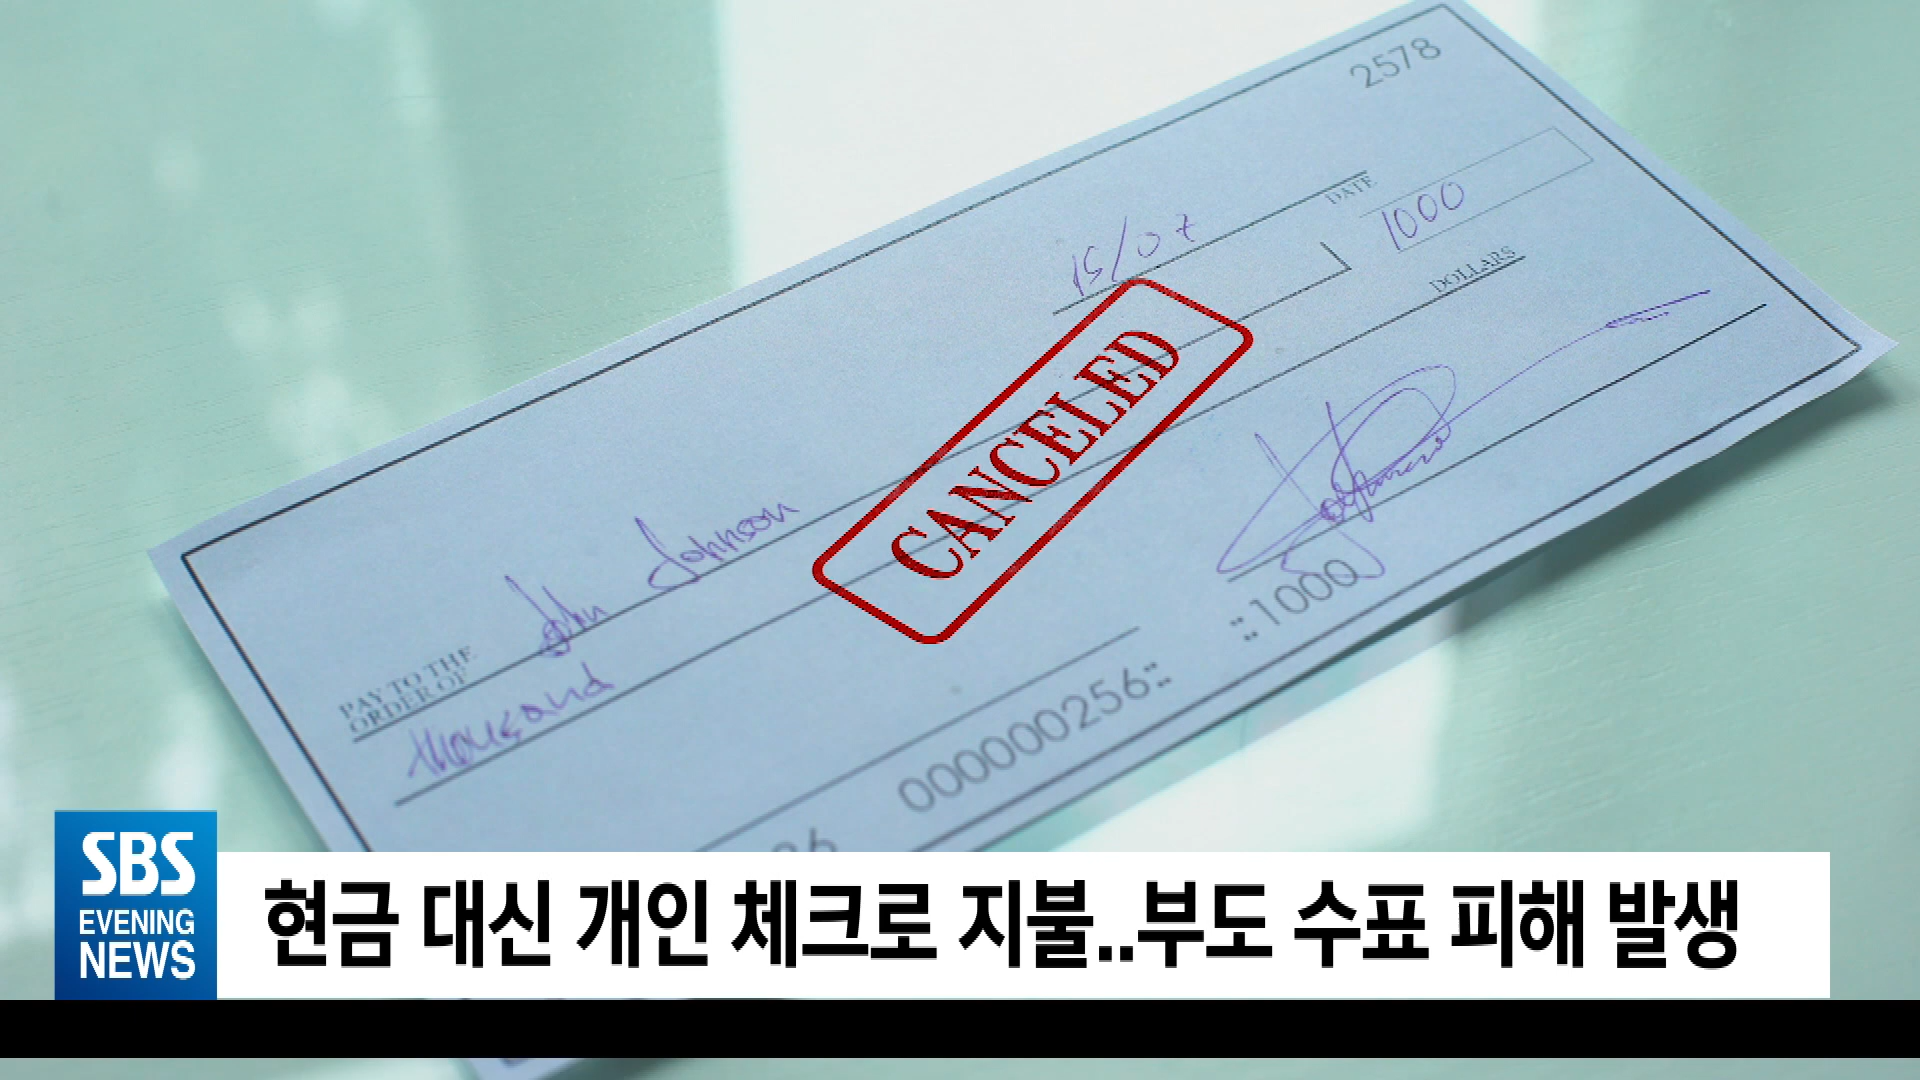 2578
15/07
DATE
1000
DOLLARS
CANCELED
PAY TO THE
ORDER OF
John Johnson
thousand
::1000
000000256::
SBS
EVENING
NEWS
현금 대신 개인 체크로 지불..부도 수표 피해 발생